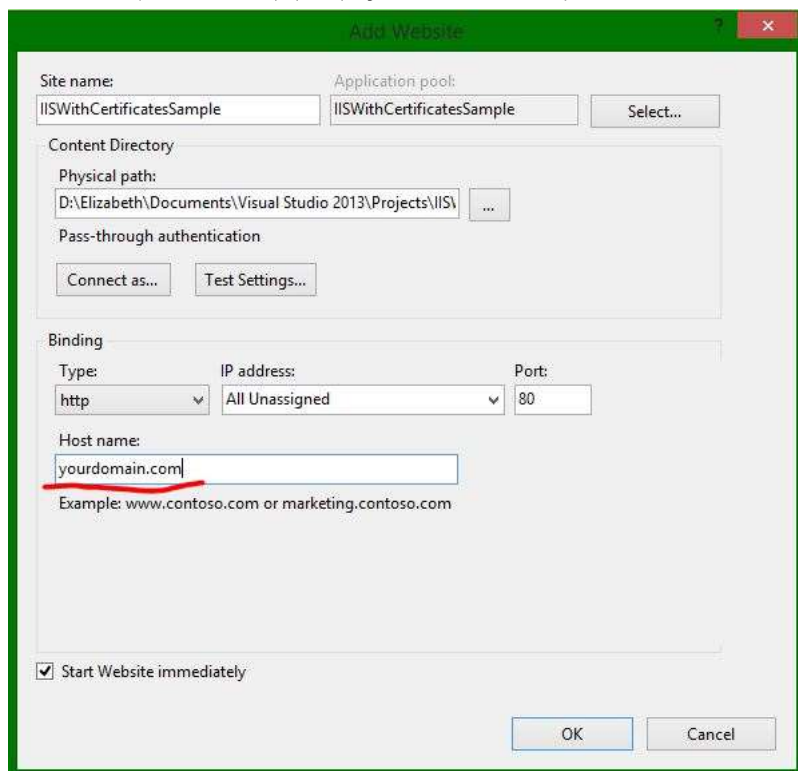 Add Website
?
Site name:
Application pool:
IISWithCertificatesSample
IISWithCertificatesSample
Select...
Content Directory
Physical path:
D:\Elizabeth\Documents\Visual Studio 2013\Projects\IIS\
...
Pass-through authentication
Connect as...
Test Settings...
Binding
Type:
IP address:
Port:
http
All Unassigned
80
Host name:
yourdomain.com
Example: www.contoso.com or marketing.contoso.com
Start Website immediately
OK
Cancel